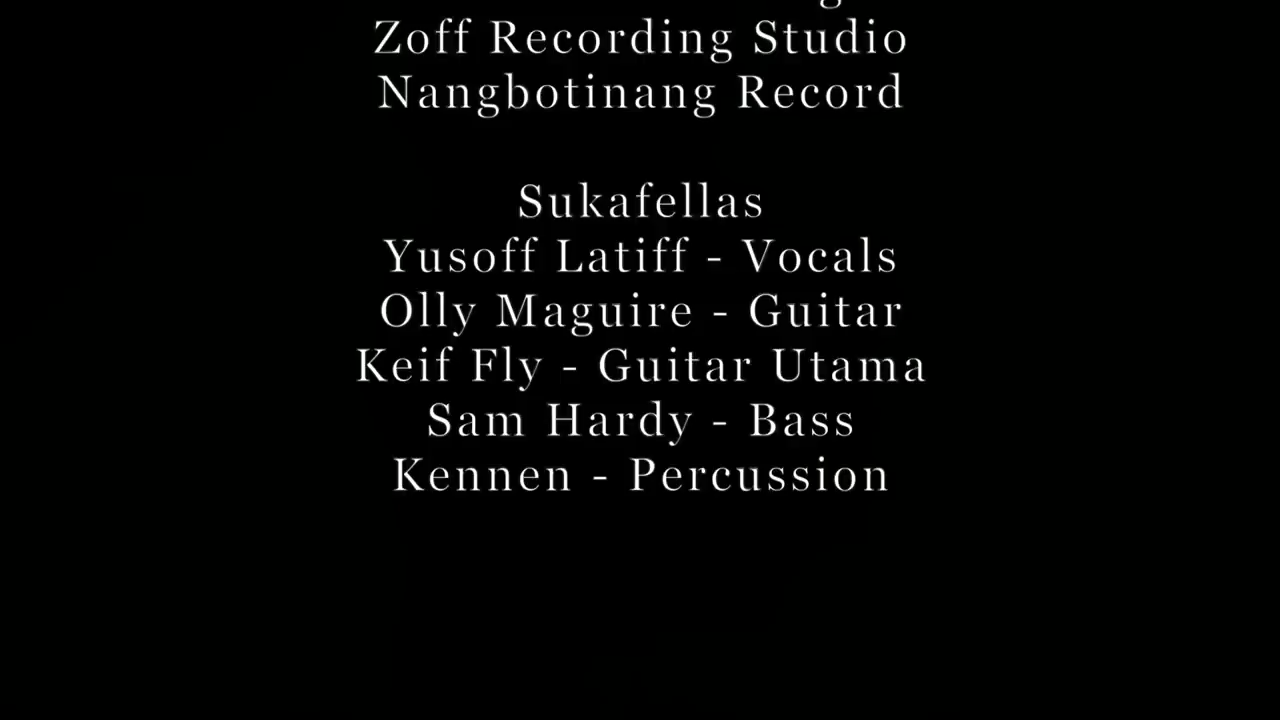 Zoff Recording Studio
Nangbotinang Record
Sukafellas
Yusoff Latiff - Vocals
Olly Maguire - Guitar
Keif Fly - Guitar Utama
Sam Hardy - Bass
Kennen - Percussion